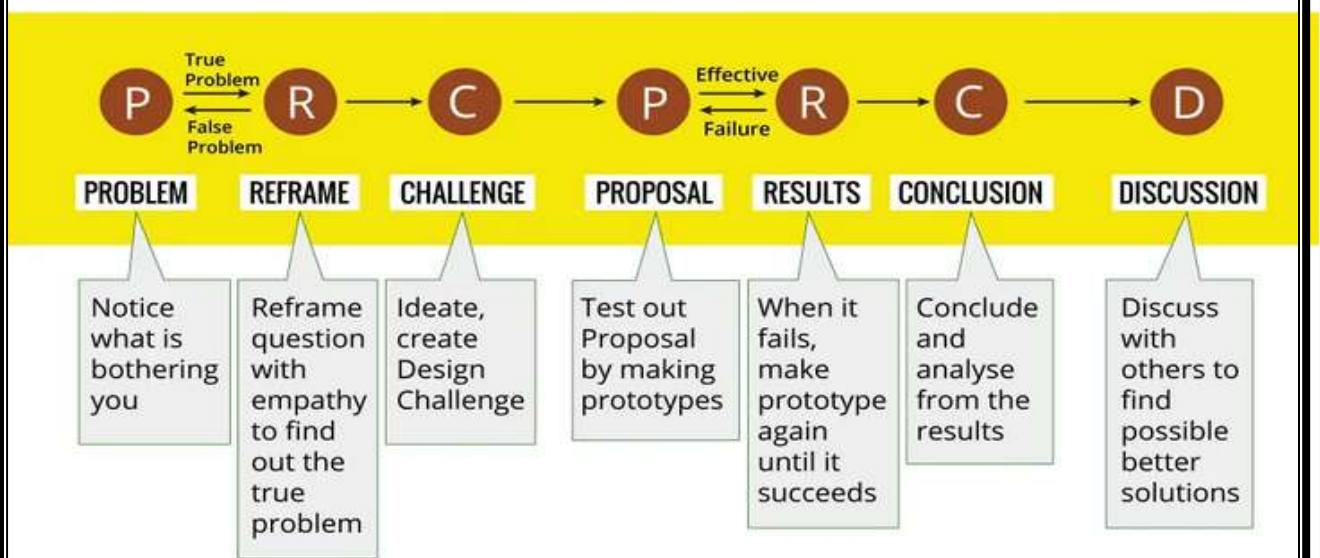 True
Problem
False
Problem
Effective
Failure
P
R
C
P
R
C
D
PROBLEM
REFRAME
CHALLENGE
PROPOSAL
RESULTS
CONCLUSION
DISCUSSION
Notice
what is
bothering
you
Reframe
question
with
empathy
to find
out the
true
problem
Ideate,
create
Design
Challenge
Test out
Proposal
by making
prototypes
When it
fails,
make
prototype
again
until it
succeeds
Conclude
and
analyse
from the
results
Discuss
with
others to
find
possible
better
solutions